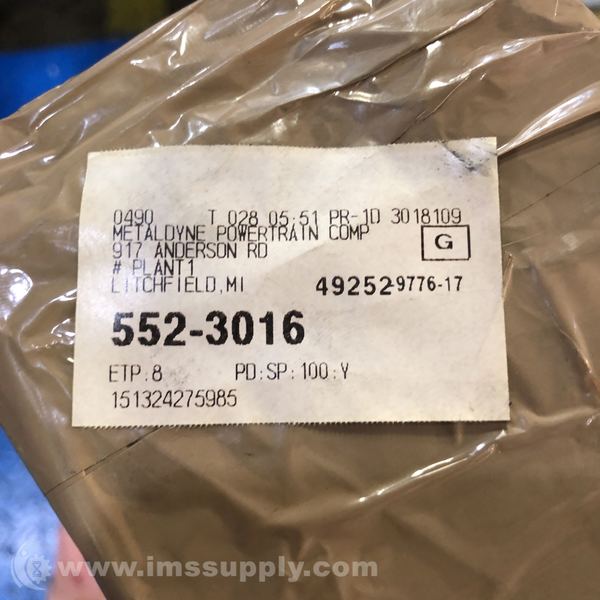 0490 T 028 05:51 PR-1D 3018109
METALDYNE POWERTRAIN COMP
917 ANDERSON RD
G
# PLANT1
LITCHFIELD,MI 49252-9776-17
552-3016
ETP:8 PD:SP:100:Y
151324275985
www.imssupply.com